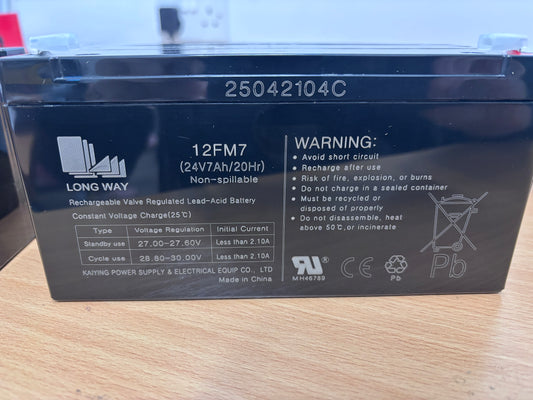 25042104C
LONG WAY
12FM7
(24V7Ah/20Hr)
Non-spillable
Rechargeable Valve Regulated Lead-Acid Battery
Constant Voltage Charge(25℃)
Type Voltage Regulation Initial Current
Standby use 27.00-27.60V Less than 2.10A
Cycle use 28.80-30.00V Less than 2.10A
KAIYING POWER SUPPLY & ELECTRICAL EQUIP CO., LTD
Made in China
WARNING:
• Avoid short circuit
• Recharge after use
• Risk of fire, explosion, or burns
• Do not charge in a sealed container
• Must be recycled or
disposed of properly
• Do not disassemble, heat
above 50℃, or incinerate
RU
MH46789
CE
Pb
Pb